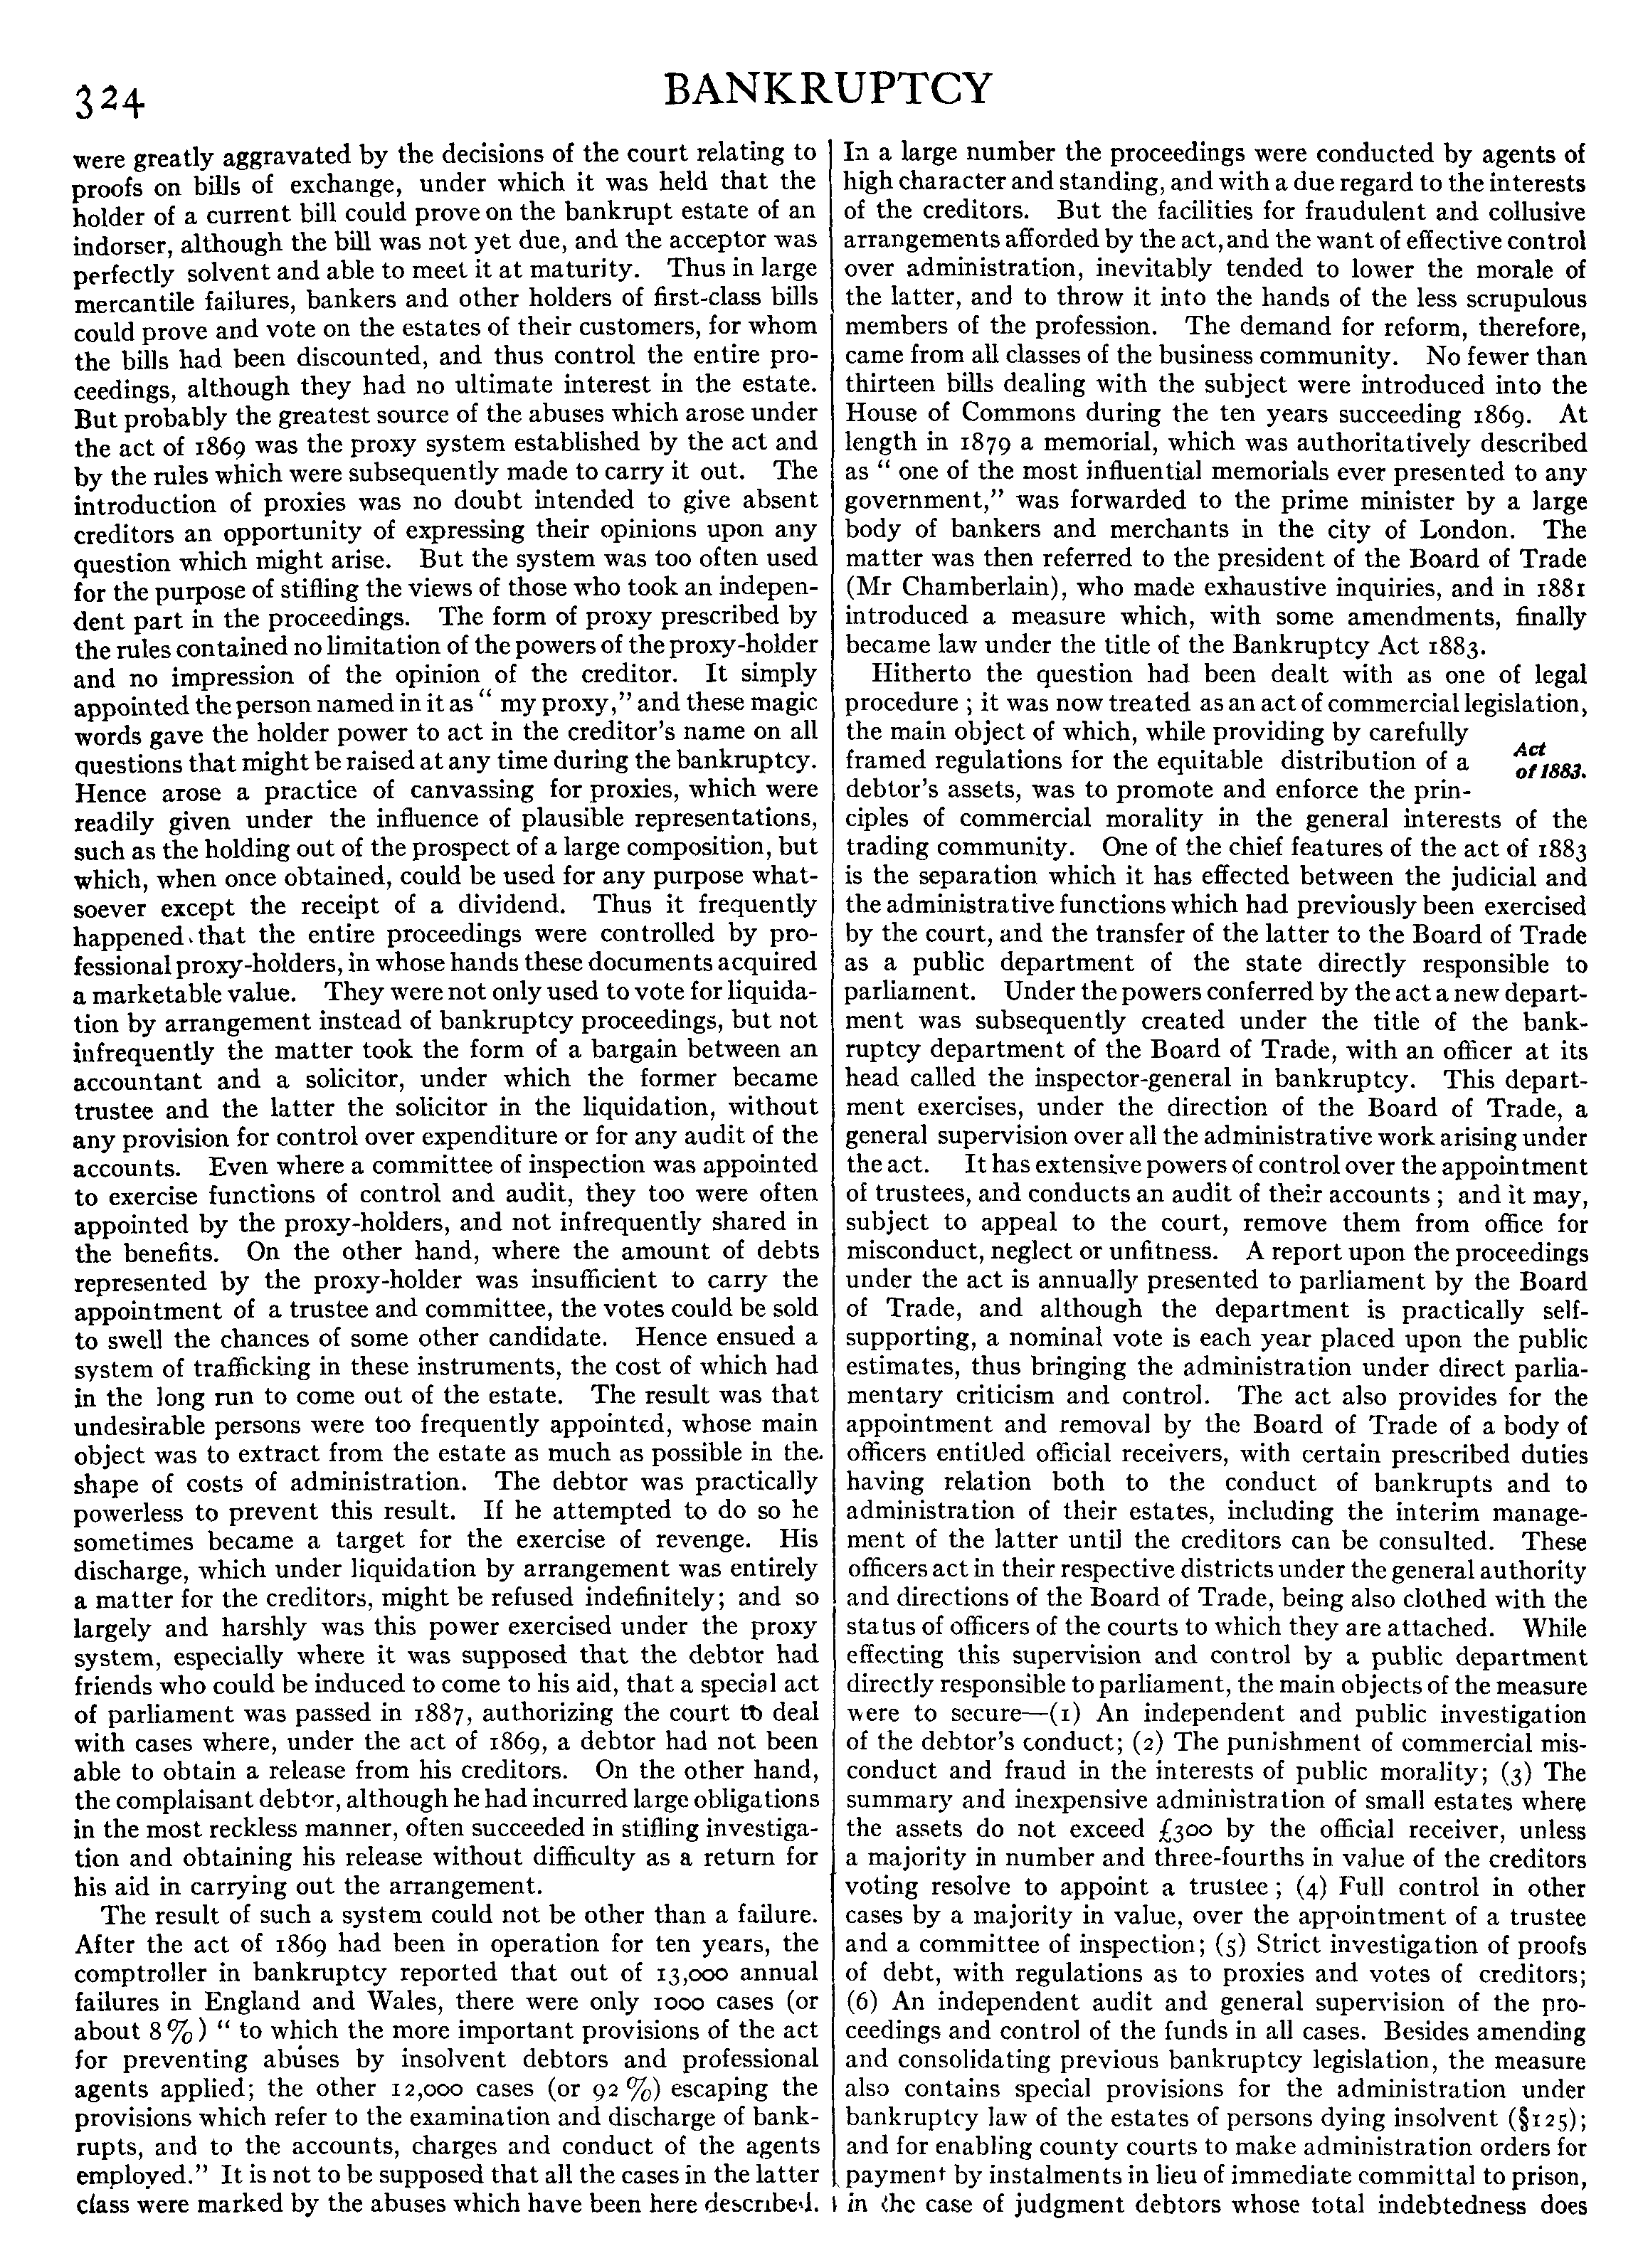 324
BANKRUPTCY
were greatly aggravated by the decisions of the court relating to
proofs on bills of exchange, under which it was held that the
holder of a current bill could prove on the bankrupt estate of an
indorser, although the bill was not yet due, and the acceptor was
perfectly solvent and able to meet it at maturity. Thus in large
mercantile failures, bankers and other holders of first-class bills
could prove and vote on the estates of their customers, for whom
the bills had been discounted, and thus control the entire pro-
ceedings, although they had no ultimate interest in the estate.
But probably the greatest source of the abuses which arose under
the act of 1869 was the proxy system established by the act and
by the rules which were subsequently made to carry it out. The
introduction of proxies was no doubt intended to give absent
creditors an opportunity of expressing their opinions upon any
question which might arise. But the system was too often used
for the purpose of stifling the views of those who took an indepen-
dent part in the proceedings. The form of proxy prescribed by
the rules contained no limitation of the powers of the proxy-holder
and no impression of the opinion of the creditor. It simply
appointed the person named in it as “ my proxy,” and these magic
words gave the holder power to act in the creditor's name on all
questions that might be raised at any time during the bankruptcy.
Hence arose a practice of canvassing for proxies, which were
readily given under the influence of plausible representations,
such as the holding out of the prospect of a large composition, but
which, when once obtained, could be used for any purpose what-
soever except the receipt of a dividend. Thus it frequently
happened that the entire proceedings were controlled by pro-
fessional proxy-holders, in whose hands these documents acquired
a marketable value. They were not only used to vote for liquida-
tion by arrangement instead of bankruptcy proceedings, but not
infrequently the matter took the form of a bargain between an
accountant and a solicitor, under which the former became
trustee and the latter the solicitor in the liquidation, without
any provision for control over expenditure or for any audit of the
accounts. Even where a committee of inspection was appointed
to exercise functions of control and audit, they too were often
appointed by the proxy-holders, and not infrequently shared in
the benefits. On the other hand, where the amount of debts
represented by the proxy-holder was insufficient to carry the
appointment of a trustee and committee, the votes could be sold
to swell the chances of some other candidate. Hence ensued a
system of trafficking in these instruments, the cost of which had
in the long run to come out of the estate. The result was that
undesirable persons were too frequently appointed, whose main
object was to extract from the estate as much as possible in the
shape of costs of administration. The debtor was practically
powerless to prevent this result. If he attempted to do so he
sometimes became a target for the exercise of revenge. His
discharge, which under liquidation by arrangement was entirely
a matter for the creditors, might be refused indefinitely; and so
largely and harshly was this power exercised under the proxy
system, especially where it was supposed that the debtor had
friends who could be induced to come to his aid, that a special act
of parliament was passed in 1887, authorizing the court to deal
with cases where, under the act of 1869, a debtor had not been
able to obtain a release from his creditors. On the other hand,
the complaisant debtor, although he had incurred large obligations
in the most reckless manner, often succeeded in stifling investiga-
tion and obtaining his release without difficulty as a return for
his aid in carrying out the arrangement.
The result of such a system could not be other than a failure.
After the act of 1869 had been in operation for ten years, the
comptroller in bankruptcy reported that out of 13,000 annual
failures in England and Wales, there were only 1000 cases (or
about 8%) “ to which the more important provisions of the act
for preventing abuses by insolvent debtors and professional
agents applied; the other 12,000 cases (or 92 %) escaping the
provisions which refer to the examination and discharge of bank-
rupts, and to the accounts, charges and conduct of the agents
employed.” It is not to be supposed that all the cases in the latter
class were marked by the abuses which have been here described.
In a large number the proceedings were conducted by agents of
high character and standing, and with a due regard to the interests
of the creditors. But the facilities for fraudulent and collusive
arrangements afforded by the act, and the want of effective control
over administration, inevitably tended to lower the morale of
the latter, and to throw it into the hands of the less scrupulous
members of the profession. The demand for reform, therefore,
came from all classes of the business community. No fewer than
thirteen bills dealing with the subject were introduced into the
House of Commons during the ten years succeeding 1869. At
length in 1879 a memorial, which was authoritatively described
as “ one of the most influential memorials ever presented to any
government,” was forwarded to the prime minister by a large
body of bankers and merchants in the city of London. The
matter was then referred to the president of the Board of Trade
(Mr Chamberlain), who made exhaustive inquiries, and in 1881
introduced a measure which, with some amendments, finally
became law under the title of the Bankruptcy Act 1883.
Hitherto the question had been dealt with as one of legal
procedure ; it was now treated as an act of commercial legislation,
the main object of which, while providing by carefully
framed regulations for the equitable distribution of a
debtor's assets, was to promote and enforce the prin-
Act
of 1883.
ciples of commercial morality in the general interests of the
trading community. One of the chief features of the act of 1883
is the separation which it has effected between the judicial and
the administrative functions which had previously been exercised
by the court, and the transfer of the latter to the Board of Trade
as a public department of the state directly responsible to
parliament. Under the powers conferred by the act a new depart-
ment was subsequently created under the title of the bank-
ruptcy department of the Board of Trade, with an officer at its
head called the inspector-general in bankruptcy. This depart-
ment exercises, under the direction of the Board of Trade, a
general supervision over all the administrative work arising under
the act. It has extensive powers of control over the appointment
of trustees, and conducts an audit of their accounts ; and it may,
subject to appeal to the court, remove them from office for
misconduct, neglect or unfitness. A report upon the proceedings
under the act is annually presented to parliament by the Board
of Trade, and although the department is practically self-
supporting, a nominal vote is each year placed upon the public
estimates, thus bringing the administration under direct parlia-
mentary criticism and control. The act also provides for the
appointment and removal by the Board of Trade of a body of
officers entitled official receivers, with certain prescribed duties
having relation both to the conduct of bankrupts and to
administration of their estates, including the interim manage-
ment of the latter until the creditors can be consulted. These
officers act in their respective districts under the general authority
and directions of the Board of Trade, being also clothed with the
status of officers of the courts to which they are attached. While
effecting this supervision and control by a public department
directly responsible to parliament, the main objects of the measure
were to secure—(1) An independent and public investigation
of the debtor's conduct; (2) The punishment of commercial mis-
conduct and fraud in the interests of public morality; (3) The
summary and inexpensive administration of small estates where
the assets do not exceed £300 by the official receiver, unless
a majority in number and three-fourths in value of the creditors
voting resolve to appoint a trustee ; (4) Full control in other
cases by a majority in value, over the appointment of a trustee
and a committee of inspection; (5) Strict investigation of proofs
of debt, with regulations as to proxies and votes of creditors;
(6) An independent audit and general supervision of the pro-
ceedings and control of the funds in all cases. Besides amending
and consolidating previous bankruptcy legislation, the measure
also contains special provisions for the administration under
bankruptcy law of the estates of persons dying insolvent (§125);
and for enabling county courts to make administration orders for
payment by instalments in lieu of immediate committal to prison,
in the case of judgment debtors whose total indebtedness does